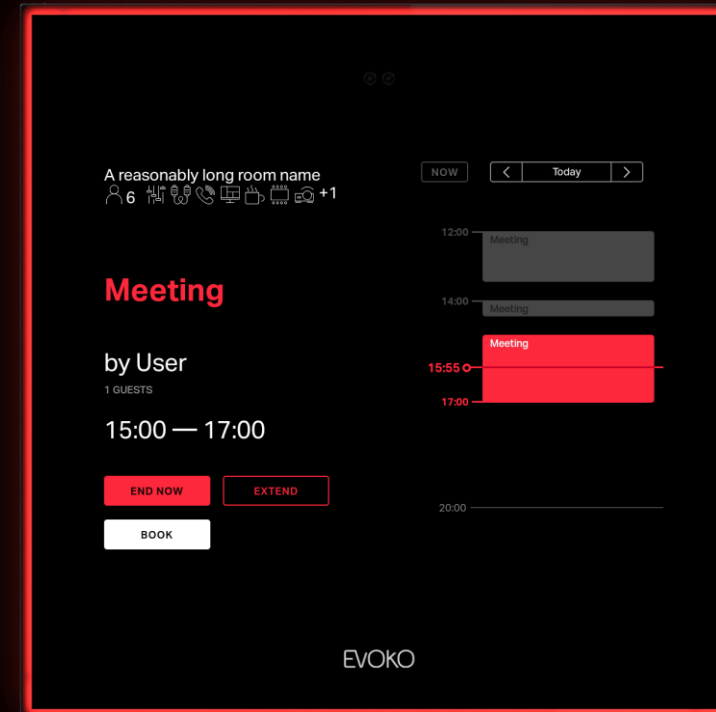 A reasonably long room name
6 +1
Meeting
by User
1 GUESTS
15:00 — 17:00
END NOW EXTEND
BOOK
NOW < Today >
12:00 Meeting
14:00 Meeting
Meeting
15:55
17:00
20:00
EVOKO